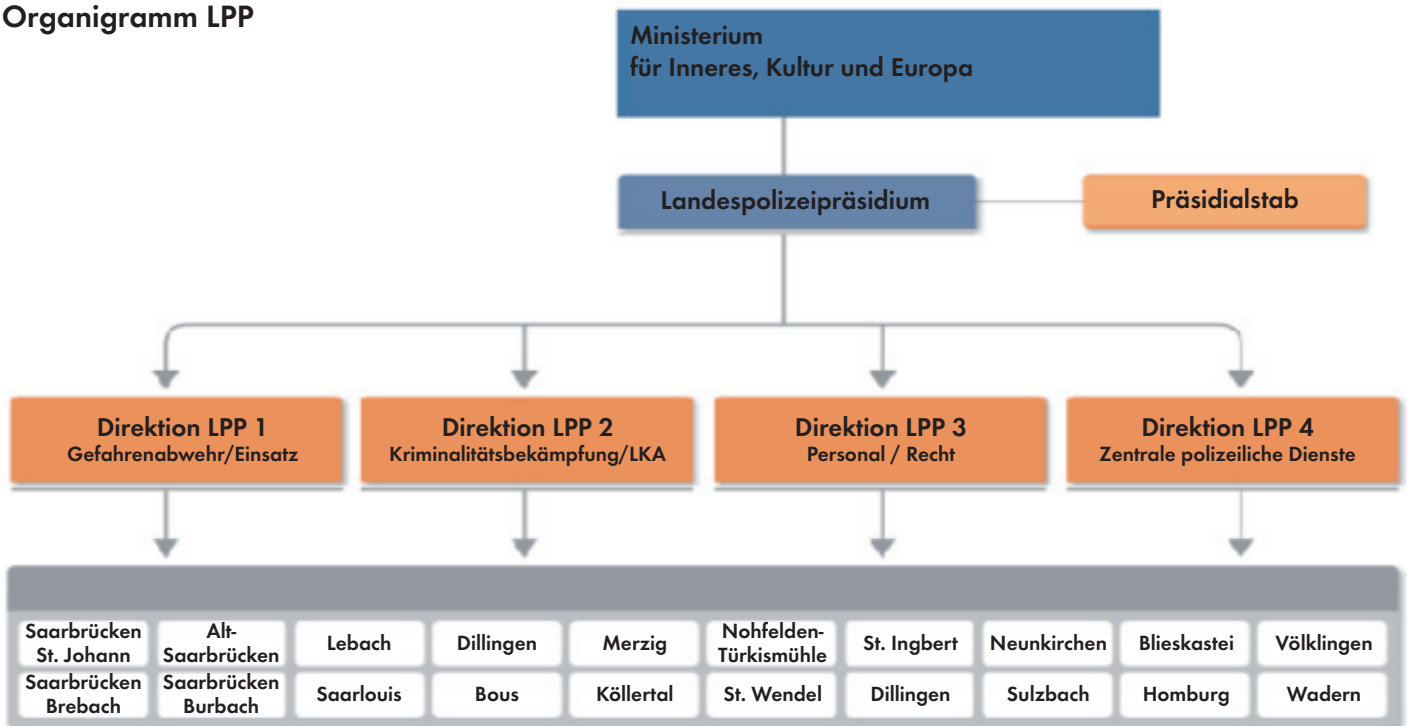 Organigramm LPP
Ministerium
für Inneres, Kultur und Europa
Landespolizeipräsidium
Präsidialstab
Direktion LPP 1
Gefahrenabwehr/Einsatz
Direktion LPP 2
Kriminalitätsbekämpfung/LKA
Direktion LPP 3
Personal / Recht
Direktion LPP 4
Zentrale polizeiliche Dienste
Saarbrücken
St. Johann
Alt-
Saarbrücken
Lebach
Dillingen
Merzig
Nohfelden-
Türkismühle
St. Ingbert
Neunkirchen
Blieskastei
Völklingen
Saarbrücken
Brebach
Saarbrücken
Burbach
Saarlouis
Bous
Köllertal
St. Wendel
Dillingen
Sulzbach
Homburg
Wadern